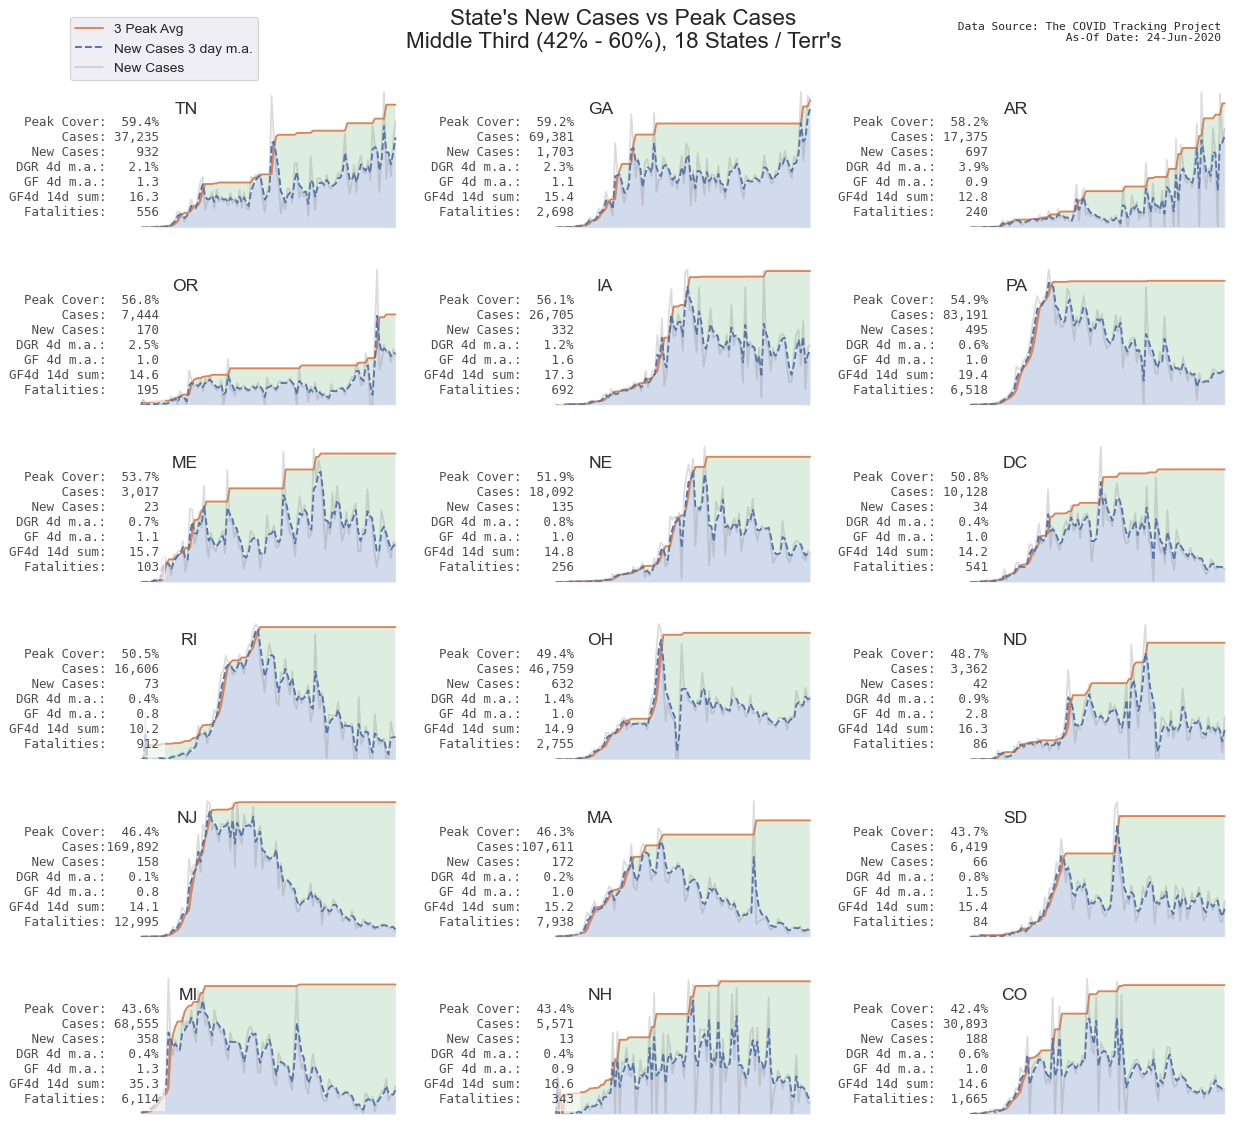 State's New Cases vs Peak Cases
Middle Third (42% - 60%), 18 States / Terr's
3 Peak Avg
New Cases 3 day m.a.
New Cases
Data Source: The COVID Tracking Project
As-Of Date: 24-Jun-2020
TN
Peak Cover: 59.4%
Cases: 37,235
New Cases: 932
DGR 4d m.a.: 2.1%
GF 4d m.a.: 1.3
GF4d 14d sum: 16.3
Fatalities: 556
GA
Peak Cover: 59.2%
Cases: 69,381
New Cases: 1,703
DGR 4d m.a.: 2.3%
GF 4d m.a.: 1.1
GF4d 14d sum: 15.4
Fatalities: 2,698
AR
Peak Cover: 58.2%
Cases: 17,375
New Cases: 697
DGR 4d m.a.: 3.9%
GF 4d m.a.: 0.9
GF4d 14d sum: 12.8
Fatalities: 240
OR
Peak Cover: 56.8%
Cases: 7,444
New Cases: 170
DGR 4d m.a.: 2.5%
GF 4d m.a.: 1.0
GF4d 14d sum: 14.6
Fatalities: 195
IA
Peak Cover: 56.1%
Cases: 26,705
New Cases: 332
DGR 4d m.a.: 1.2%
GF 4d m.a.: 1.6
GF4d 14d sum: 17.3
Fatalities: 692
PA
Peak Cover: 54.9%
Cases: 83,191
New Cases: 495
DGR 4d m.a.: 0.6%
GF 4d m.a.: 1.0
GF4d 14d sum: 19.4
Fatalities: 6,518
ME
Peak Cover: 53.7%
Cases: 3,017
New Cases: 23
DGR 4d m.a.: 0.7%
GF 4d m.a.: 1.1
GF4d 14d sum: 15.7
Fatalities: 103
NE
Peak Cover: 51.9%
Cases: 18,092
New Cases: 135
DGR 4d m.a.: 0.8%
GF 4d m.a.: 1.0
GF4d 14d sum: 14.8
Fatalities: 256
DC
Peak Cover: 50.8%
Cases: 10,128
New Cases: 34
DGR 4d m.a.: 0.4%
GF 4d m.a.: 1.0
GF4d 14d sum: 14.2
Fatalities: 541
RI
Peak Cover: 50.5%
Cases: 16,606
New Cases: 73
DGR 4d m.a.: 0.4%
GF 4d m.a.: 0.8
GF4d 14d sum: 10.2
Fatalities: 912
OH
Peak Cover: 49.4%
Cases: 46,759
New Cases: 632
DGR 4d m.a.: 1.4%
GF 4d m.a.: 1.0
GF4d 14d sum: 14.9
Fatalities: 2,755
ND
Peak Cover: 48.7%
Cases: 3,362
New Cases: 42
DGR 4d m.a.: 0.9%
GF 4d m.a.: 2.8
GF4d 14d sum: 16.3
Fatalities: 86
NJ
Peak Cover: 46.4%
Cases:169,892
New Cases: 158
DGR 4d m.a.: 0.1%
GF 4d m.a.: 0.8
GF4d 14d sum: 14.1
Fatalities: 12,995
MA
Peak Cover: 46.3%
Cases:107,611
New Cases: 172
DGR 4d m.a.: 0.2%
GF 4d m.a.: 1.0
GF4d 14d sum: 15.2
Fatalities: 7,938
SD
Peak Cover: 43.7%
Cases: 6,419
New Cases: 66
DGR 4d m.a.: 0.8%
GF 4d m.a.: 1.5
GF4d 14d sum: 15.4
Fatalities: 84
MI
Peak Cover: 43.6%
Cases: 68,555
New Cases: 358
DGR 4d m.a.: 0.4%
GF 4d m.a.: 1.3
GF4d 14d sum: 35.3
Fatalities: 6,114
NH
Peak Cover: 43.4%
Cases: 5,571
New Cases: 13
DGR 4d m.a.: 0.4%
GF 4d m.a.: 0.9
GF4d 14d sum: 16.6
Fatalities: 343
CO
Peak Cover: 42.4%
Cases: 30,893
New Cases: 188
DGR 4d m.a.: 0.6%
GF 4d m.a.: 1.0
GF4d 14d sum: 14.6
Fatalities: 1,665